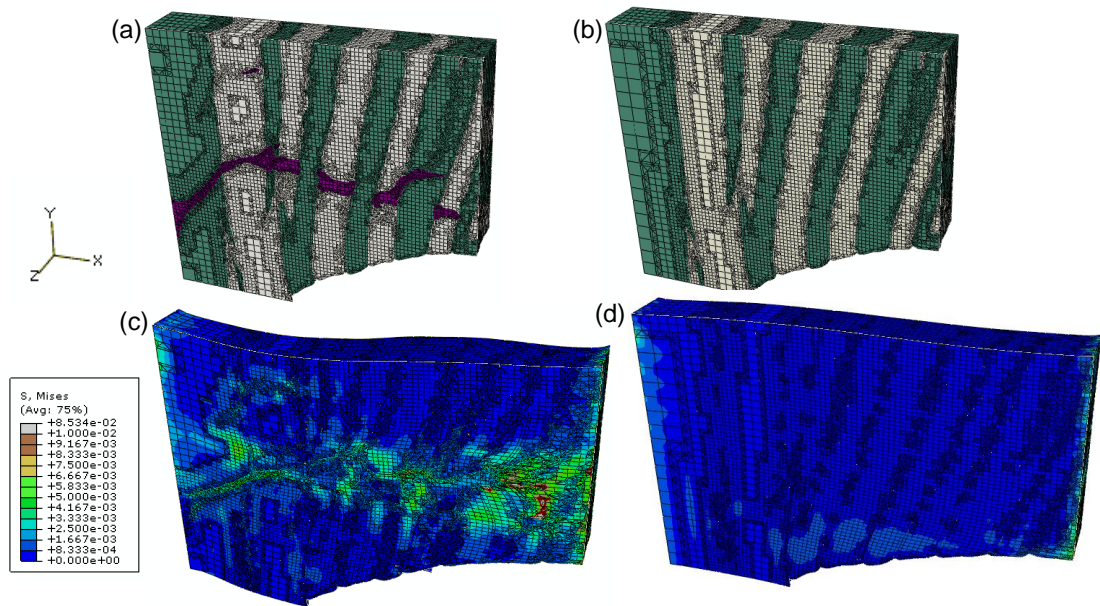 (a)
(b)
Y
X
Z
(c)
(d)
S, Mises
(Avg: 75%)
+8.534e-02
+1.000e-02
+9.167e-03
+8.333e-03
+7.500e-03
+6.667e-03
+5.833e-03
+5.000e-03
+4.167e-03
+3.333e-03
+2.500e-03
+1.667e-03
+8.333e-04
+0.000e+00